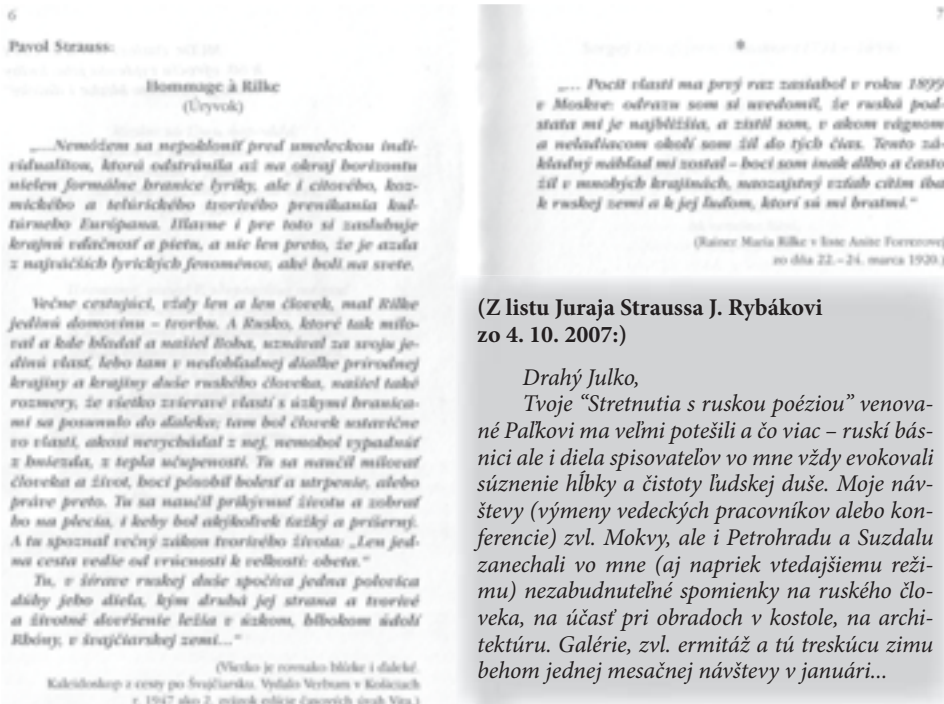 6
Pavol Strauss:
Hommage à Rilke
(Úryvok)
„...Nemôžem sa nepokloniť pred umeleckou indi-
vidualitou, ktorá odstránila až na okraj horizontu
nielen formálne hranice lyriky, ale i citového, koz-
mického a telúrického tvorivého prenikania kul-
túrneho Európana. Hlavne i pre toto si zasluhuje
krajnú vďačnosť a pietu, a nie len preto, že je azda
z najväčších lyrických fenoménov, aké boli na svete.
Večne cestujúci, vždy len a len človek, mal Rilke
jedinú domovinu – tvorbu. A Rusko, ktoré tak milo-
val a kde hľadal a našiel Boha, uznával za svoju je-
dinú vlasť, lebo tam v nedohľadnej diaľke prírodnej
krajiny a krajiny duše ruského človeka, našiel také
rozmery, že všetko zvieravé vlastí s úzkymi hranica-
mi sa posunulo do ďaleka; tam bol človek ustavične
vo vlasti, akosi nevychádzal z nej, nemohol vypadnúť
z hniezda, z tepla učupenosti. Tu sa naučil milovať
človeka a život, hoci pôsobil bolesť a utrpenie, alebo
práve preto. Tu sa naučil prikývnuť životu a zobrať
ho na plecia, i keby bol akýkoľvek ťažký a príšerný.
A tu spoznal večný zákon tvorivého života: „Len jed-
na cesta vedie od vrúcnosti k veľkosti: obeta.“
Tu, v šírave ruskej duše spočíva jedna polovica
dúhy jeho diela, kým druhá jej strana a tvorivé
a životné dovŕšenie ležia v úzkom, hlbokom údolí
Rhôny, v švajčiarskej zemi...“
(Všetko je rovnako blízke i ďaleké.
Kaleidoskop z cesty po Švajčiarsku. Vydalo Verbum v Košiciach
r. 1947 ako 2. zväzok edície časových úvah Vita.)
7
*
„... Pocit vlasti ma prvý raz zasiahol v roku 1899
v Moskve: odrazu som si uvedomil, že ruská pod-
stata mi je najbližšia, a zistil som, v akom vágnom
a neladiacom okolí som žil do tých čias. Tento zá-
kladný náhľad mi zostal – hoci som inak dlho a často
žil v mnohých krajinách, naozajstný vzťah cítim iba
k ruskej zemi a k jej ľuďom, ktorí sú mi bratmi.“
(Rainer Maria Rilke v liste Anite Forrerovej
zo dňa 22.–24. marca 1920.)
(Z listu Juraja Straussa J. Rybákovi
zo 4. 10. 2007:)
Drahý Julko,
Tvoje “Stretnutia s ruskou poéziou” venova-
né Paľkovi ma veľmi potešili a čo viac – ruskí bás-
nici ale i diela spisovateľov vo mne vždy evokovali
súznenie hĺbky a čistoty ľudskej duše. Moje náv-
števy (výmeny vedeckých pracovníkov alebo kon-
ferencie) zvl. Mokvy, ale i Petrohradu a Suzdalu
zanechali vo mne (aj napriek vtedajšiemu reži-
mu) nezabudnuteľné spomienky na ruského člo-
veka, na účasť pri obradoch v kostole, na archi-
tektúru. Galérie, zvl. ermitáž a tú treskúcu zimu
behom jednej mesačnej návštevy v januári...